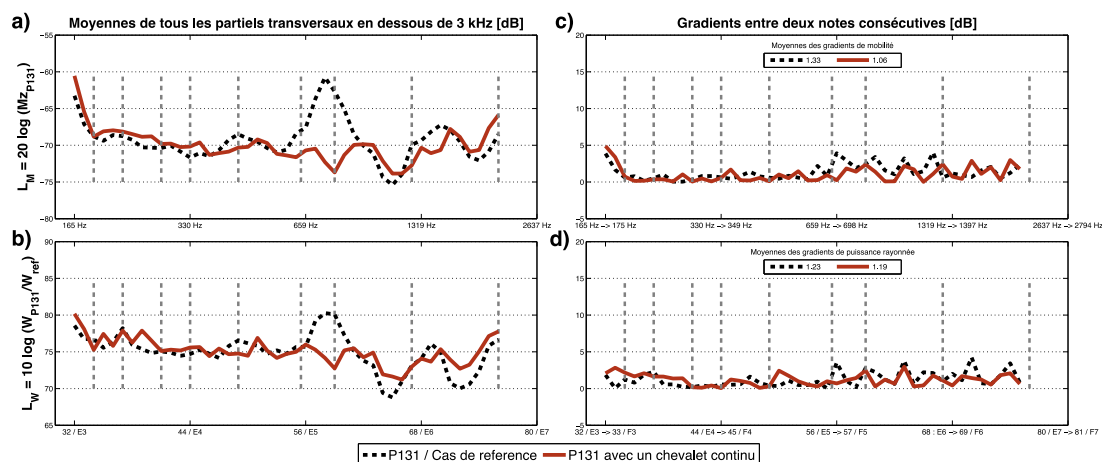 a) Moyennes de tous les partiels transversaux en dessous de 3 kHz [dB]
L_M = 20 log (Mz_P131)
−55
−60
−65
−70
−75
−80
165 Hz 330 Hz 659 Hz 1319 Hz 2637 Hz
c) Gradients entre deux notes consécutives [dB]
Moyennes des gradients de mobilité
1.33 1.06
20
15
10
5
0
−5
165 Hz −> 175 Hz 330 Hz −> 349 Hz 659 Hz −> 698 Hz 1319 Hz −> 1397 Hz 2637 Hz −> 2794 Hz
b)
L_W = 10 log (W_P131/W_ref)
90
85
80
75
70
65
32 / E3 44 / E4 56 / E5 68 / E6 80 / E7
d)
Moyennes des gradients de puissance rayonnée
1.23 1.19
20
15
10
5
0
−5
32 / E3 −> 33 / F3 44 / E4 −> 45 / F4 56 / E5 −> 57 / F5 68 : E6 −> 69 / F6 80 / E7 −> 81 / F7
P131 / Cas de reference P131 avec un chevalet continu